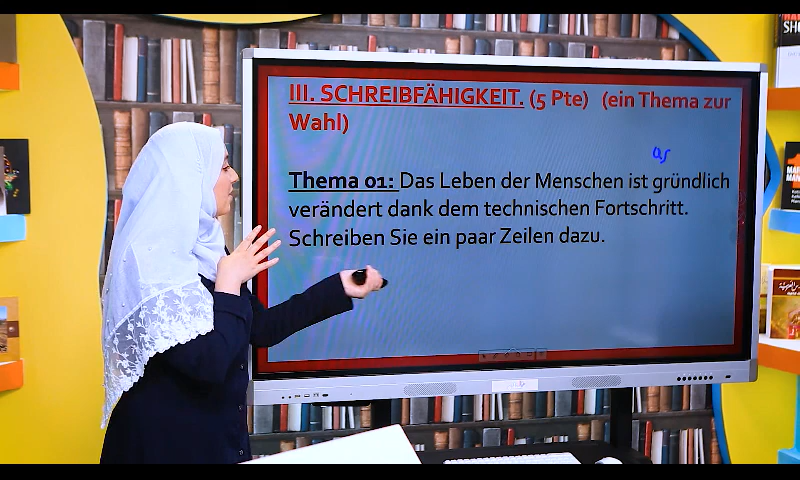 III. SCHREIBFÄHIGKEIT. (5 Pte) (ein Thema zur
Wahl)
Thema 01: Das Leben der Menschen ist gründlich
verändert dank dem technischen Fortschritt.
Schreiben Sie ein paar Zeilen dazu.